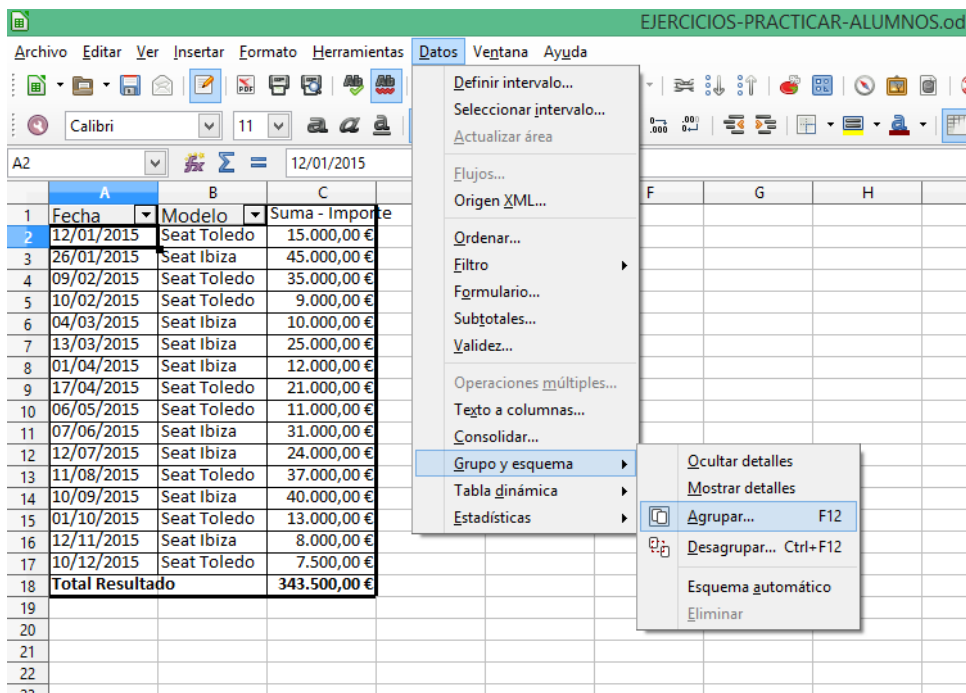 EJERCICIOS-PRACTICAR-ALUMNOS.od
Archivo Editar Ver Insertar Formato Herramientas Datos Ventana Ayuda
Calibri 11
A2 12/01/2015
A B C F G H
1 Fecha Modelo Suma - Importe
2 12/01/2015 Seat Toledo 15.000,00 €
3 26/01/2015 Seat Ibiza 45.000,00 €
4 09/02/2015 Seat Toledo 35.000,00 €
5 10/02/2015 Seat Toledo 9.000,00 €
6 04/03/2015 Seat Ibiza 10.000,00 €
7 13/03/2015 Seat Ibiza 25.000,00 €
8 01/04/2015 Seat Ibiza 12.000,00 €
9 17/04/2015 Seat Toledo 21.000,00 €
10 06/05/2015 Seat Toledo 11.000,00 €
11 07/06/2015 Seat Ibiza 31.000,00 €
12 12/07/2015 Seat Ibiza 24.000,00 €
13 11/08/2015 Seat Toledo 37.000,00 €
14 10/09/2015 Seat Ibiza 40.000,00 €
15 01/10/2015 Seat Toledo 13.000,00 €
16 12/11/2015 Seat Ibiza 8.000,00 €
17 10/12/2015 Seat Toledo 7.500,00 €
18 Total Resultado 343.500,00 €
19
20
21
22
Definir intervalo...
Seleccionar intervalo...
Actualizar área
Flujos...
Origen XML...
Ordenar...
Filtro
Formulario...
Subtotales...
Validez...
Operaciones múltiples...
Texto a columnas...
Consolidar...
Grupo y esquema
Tabla dinámica
Estadísticas
Ocultar detalles
Mostrar detalles
Agrupar... F12
Desagrupar... Ctrl+F12
Esquema automático
Eliminar